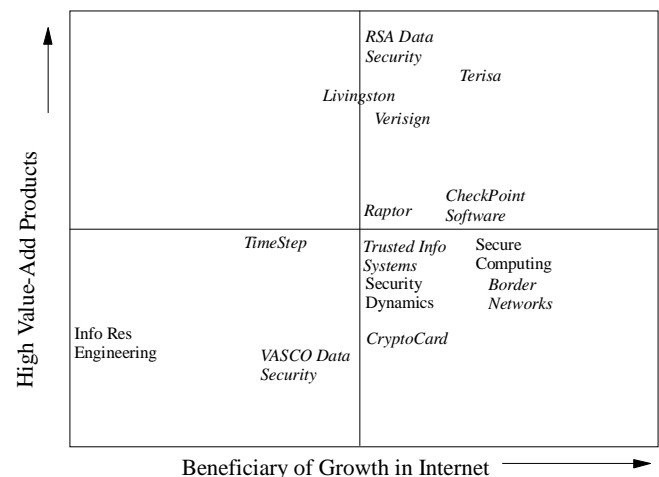 RSA Data
Security
Terisa
Livingston
Verisign
CheckPoint
Software
Raptor
TimeStep
Trusted Info
Systems
Secure
Computing
Security
Dynamics
Border
Networks
Info Res
Engineering
CryptoCard
VASCO Data
Security
High Value-Add Products
Beneficiary of Growth in Internet